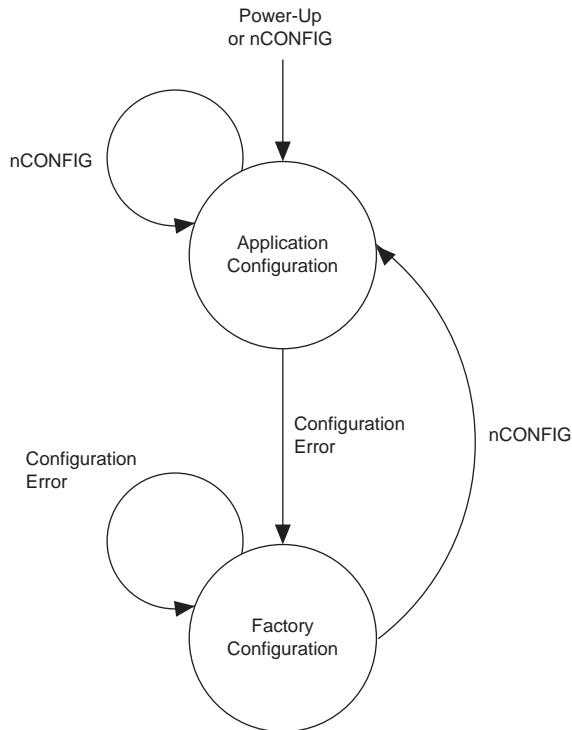 Power-Up
or nCONFIG
nCONFIG
Application
Configuration
Configuration
Error
nCONFIG
Configuration
Error
Factory
Configuration